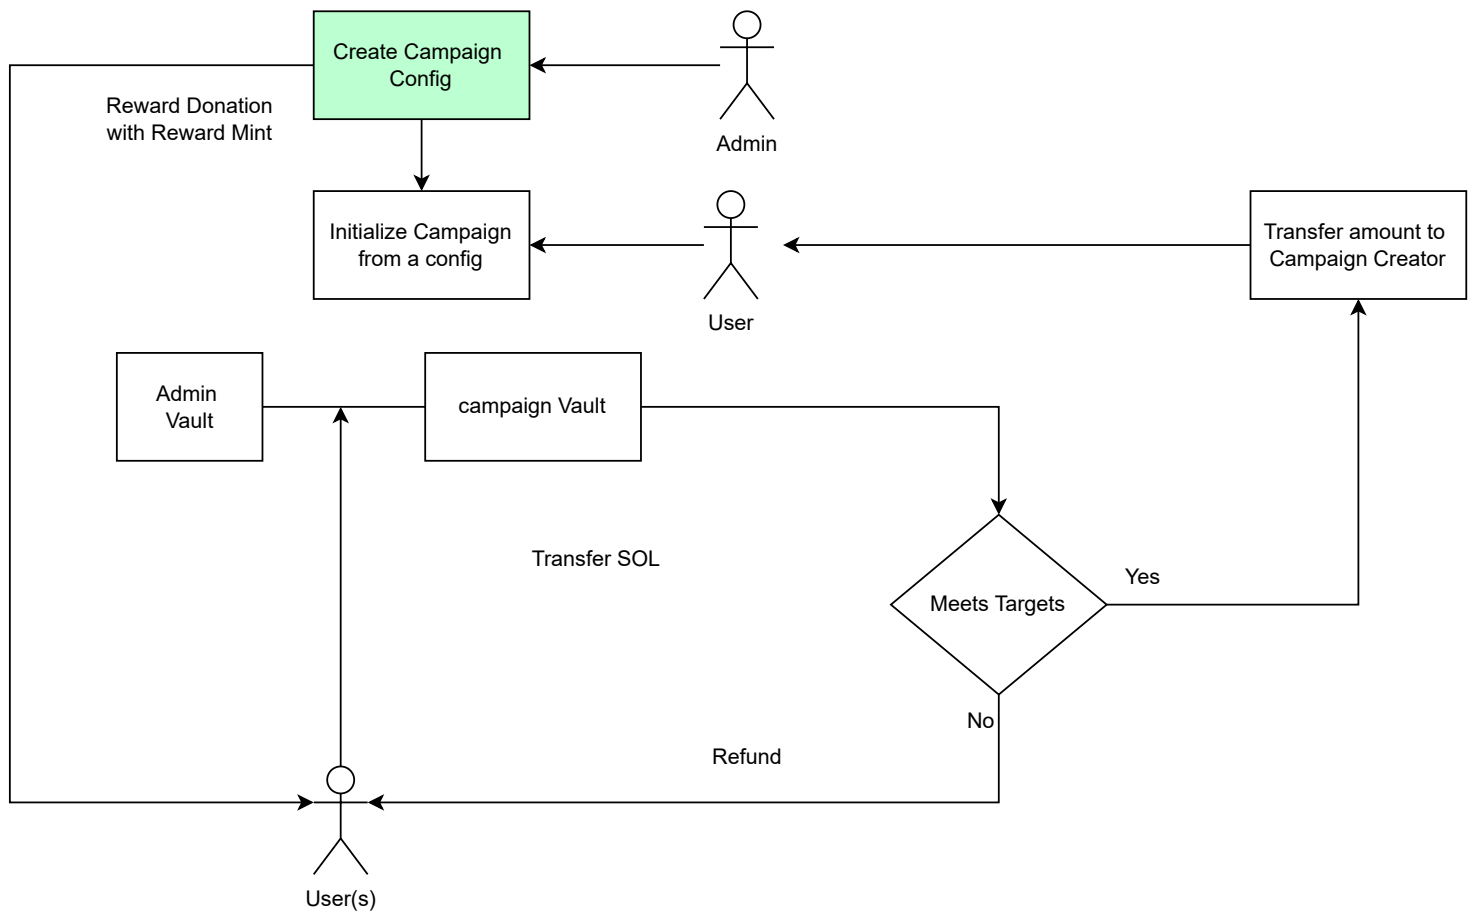 Create Campaign
Config
Reward Donation
with Reward Mint
Admin
Initialize Campaign
from a config
User
Transfer amount to
Campaign Creator
Admin
Vault
campaign Vault
Transfer SOL
Meets Targets
Yes
No
Refund
User(s)